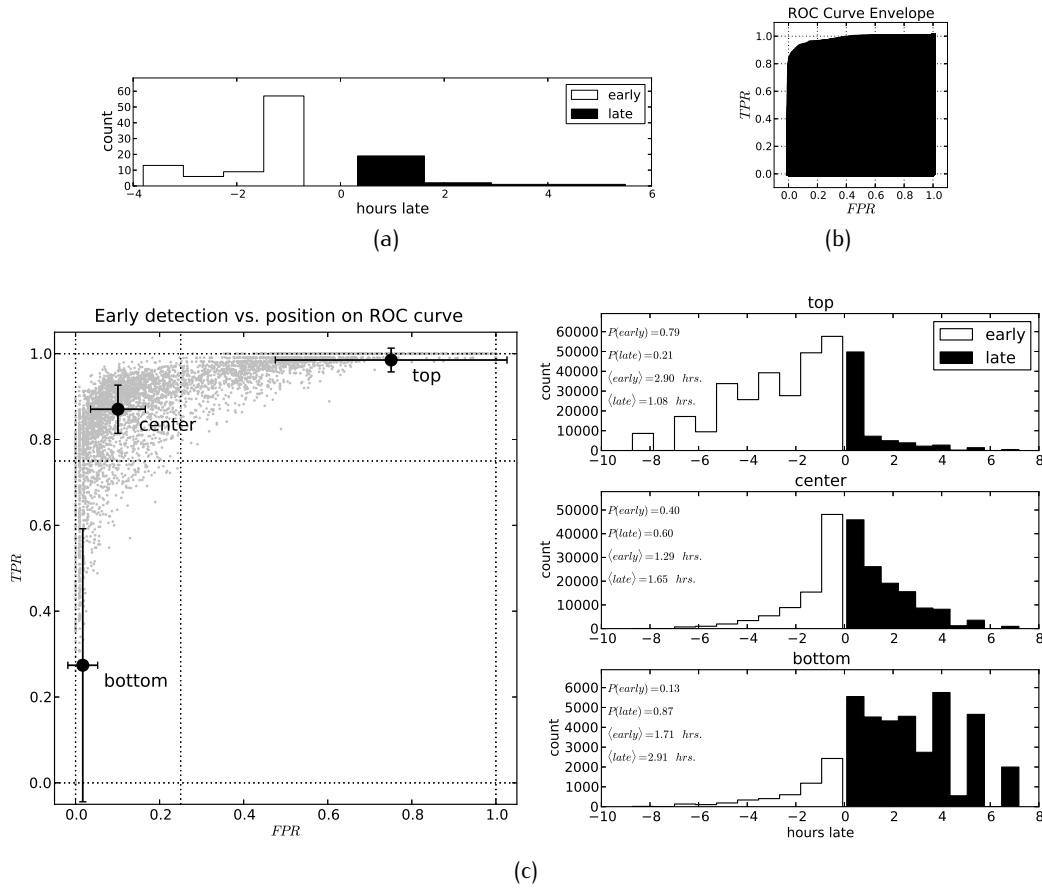 ROC Curve Envelope
60
50
40
30
20
10
0
count
early
late
−4 −2 0 2 4 6
hours late
(a)
1.0
0.8
0.6
0.4
0.2
0.0
TPR
0.0 0.2 0.4 0.6 0.8 1.0
FPR
(b)
Early detection vs. position on ROC curve
1.0
0.8
0.6
0.4
0.2
0.0
TPR
top
center
bottom
0.0 0.2 0.4 0.6 0.8 1.0
FPR
top
60000
50000
40000
30000
20000
10000
0
count
P(early)=0.79
P(late)=0.21
⟨early⟩=2.90 hrs.
⟨late⟩=1.08 hrs.
early
late
−10 −8 −6 −4 −2 0 2 4 6 8
center
50000
40000
30000
20000
10000
0
count
P(early)=0.40
P(late)=0.60
⟨early⟩=1.29 hrs.
⟨late⟩=1.65 hrs.
−10 −8 −6 −4 −2 0 2 4 6 8
bottom
6000
5000
4000
3000
2000
1000
0
count
P(early)=0.13
P(late)=0.87
⟨early⟩=1.71 hrs.
⟨late⟩=2.91 hrs.
−10 −8 −6 −4 −2 0 2 4 6 8
hours late
(c)